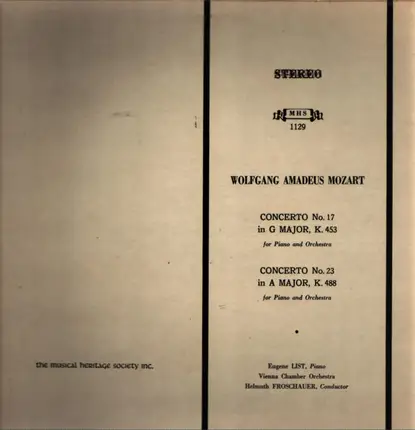 STEREO
MHS
1129
WOLFGANG AMADEUS MOZART
CONCERTO No. 17
in G MAJOR, K. 453
for Piano and Orchestra
CONCERTO No. 23
in A MAJOR, K. 488
for Piano and Orchestra
the musical heritage society inc.
Eugene LIST, Piano
Vienna Chamber Orchestra
Helmuth FROSCHAUER, Conductor